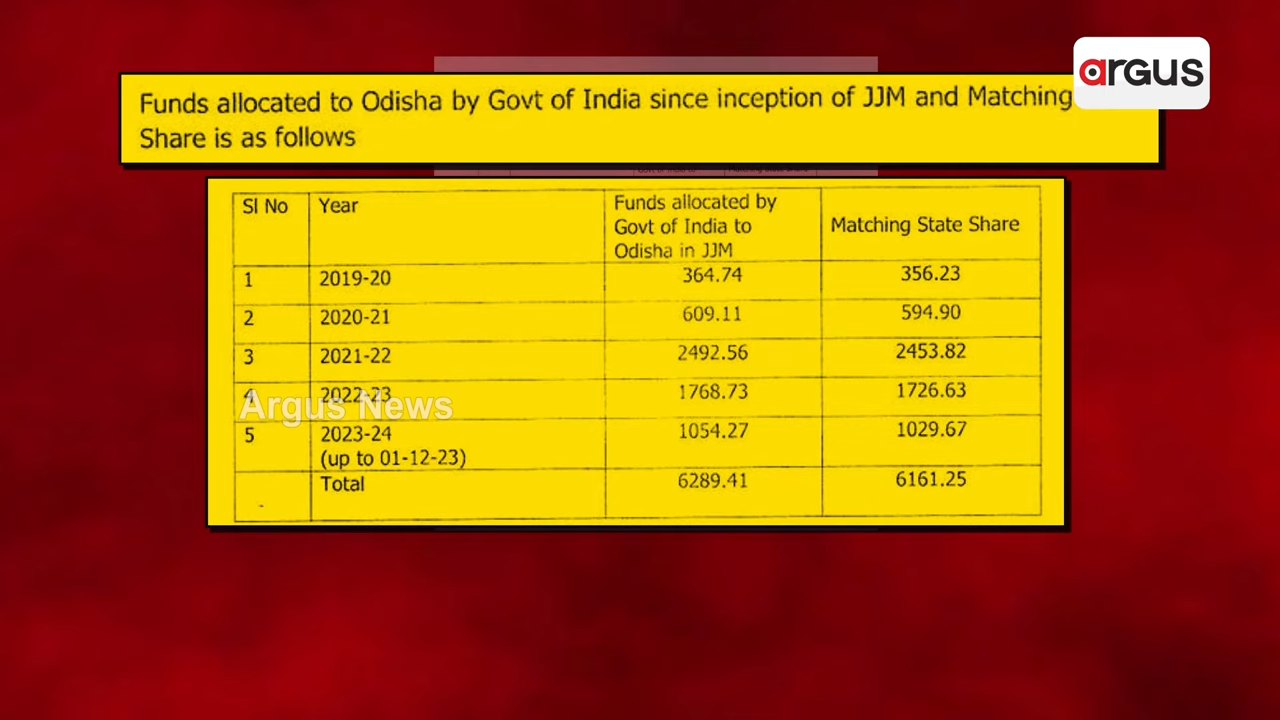 argus
Funds allocated to Odisha by Govt of India since inception of JJM and Matching
Share is as follows
Sl No Year Funds allocated by Govt of India to Odisha in JJM Matching State Share
1 2019-20 364.74 356.23
2 2020-21 609.11 594.90
3 2021-22 2492.56 2453.82
4 2022-23 1768.73 1726.63
Argus News
5 2023-24 1054.27 1029.67
(up to 01-12-23)
Total 6289.41 6161.25